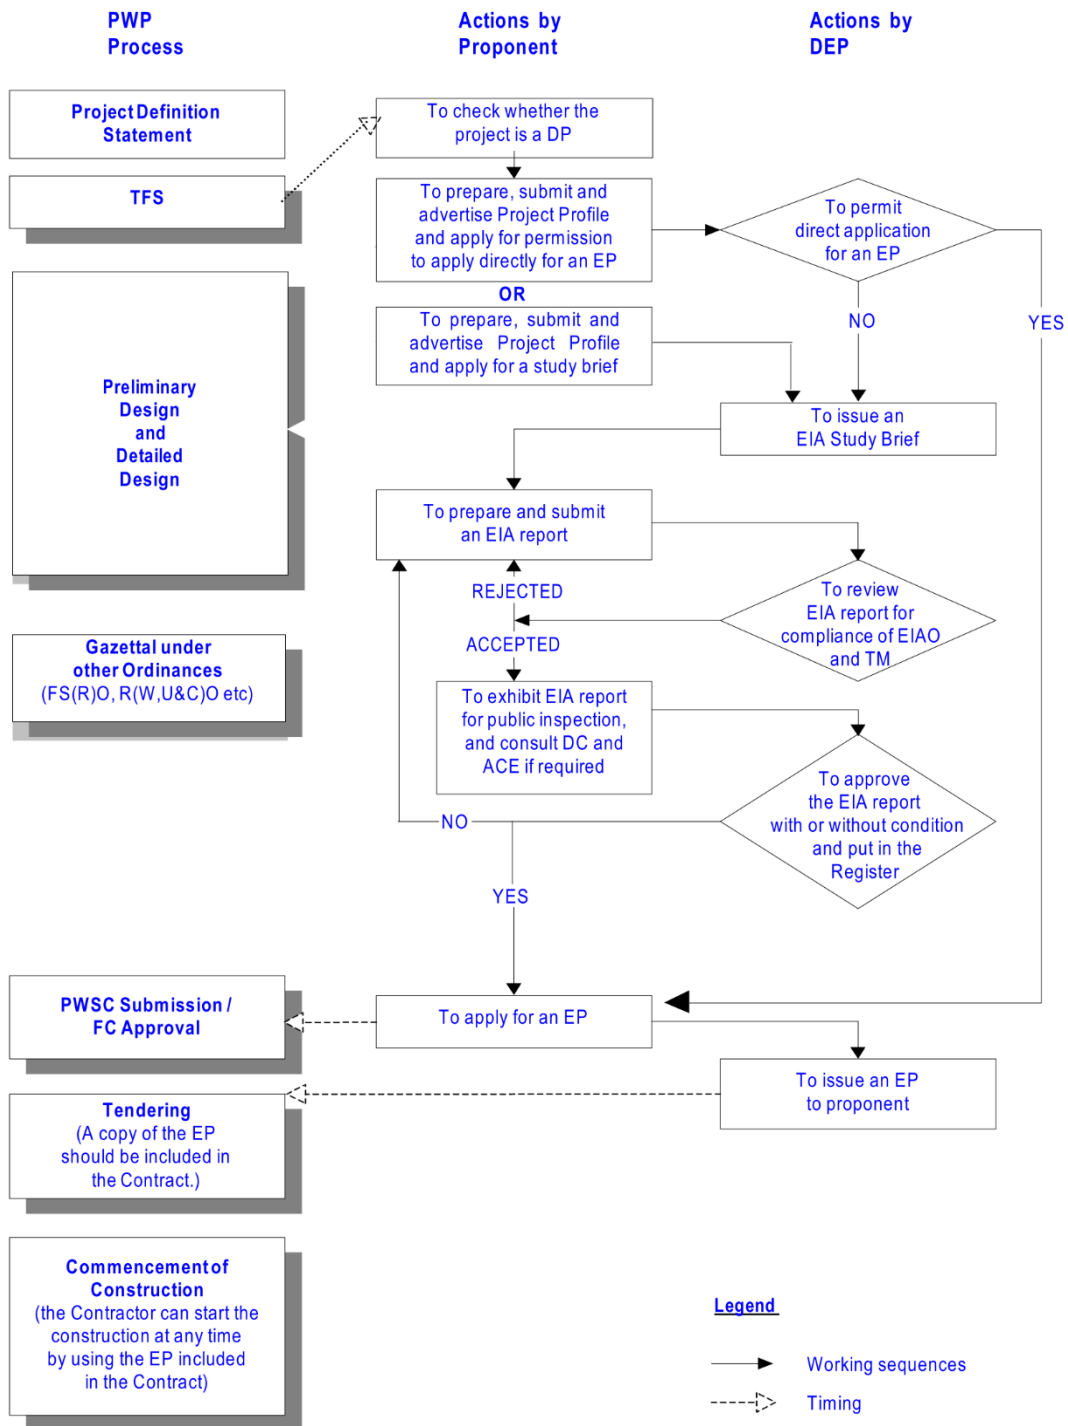 PWP
Process
Actions by
Proponent
Actions by
DEP
Project Definition
Statement
TFS
Preliminary
Design
and
Detailed
Design
Gazettal under
other Ordinances
(FS(R)O, R(W,U&C)O etc)
PWSC Submission /
FC Approval
Tendering
(A copy of the EP
should be included in
the Contract.)
Commencement of
Construction
(the Contractor can start the
construction at any time
by using the EP included
in the Contract)
To check whether the
project is a DP
To prepare, submit and
advertise Project Profile
and apply for permission
to apply directly for an EP
OR
To prepare, submit and
advertise Project Profile
and apply for a study brief
To permit
direct application
for an EP
NO
YES
To issue an
EIA Study Brief
To prepare and submit
an EIA report
REJECTED
ACCEPTED
To review
EIA report for
compliance of EIAO
and TM
To exhibit EIA report
for public inspection,
and consult DC and
ACE if required
To approve
the EIA report
with or without condition
and put in the
Register
NO
YES
To apply for an EP
To issue an EP
to proponent
Legend
Working sequences
Timing